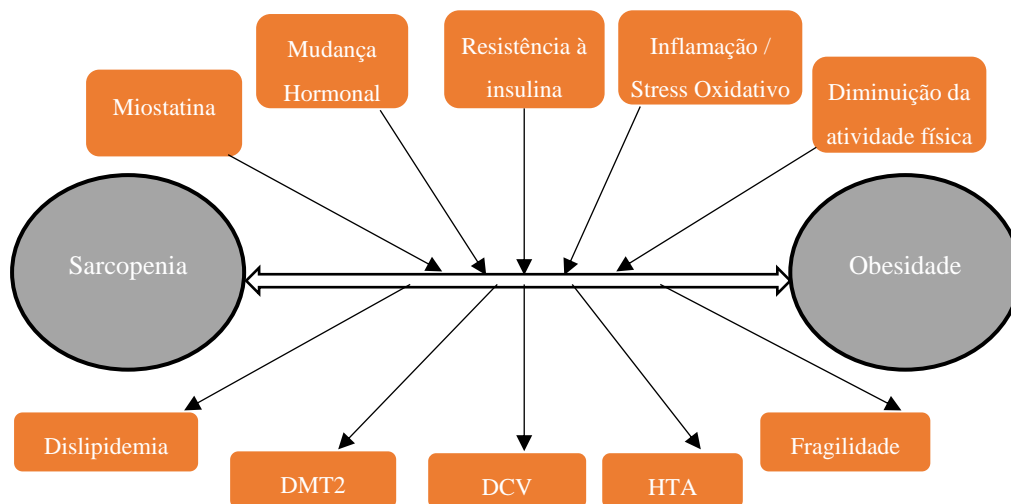 Miostatina
Mudança
Hormonal
Resistência à
insulina
Inflamação /
Stress Oxidativo
Diminuição da
atividade física
Sarcopenia
Obesidade
Dislipidemia
DMT2
DCV
HTA
Fragilidade